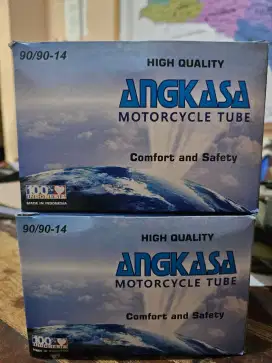 90/90-14
HIGH QUALITY
ANGKASA
MOTORCYCLE TUBE
Comfort and Safety
100%
MADE IN INDONESIA
90/90-14
HIGH QUALITY
ANGKASA
MOTORCYCLE TUBE
Comfort and Safety
100%